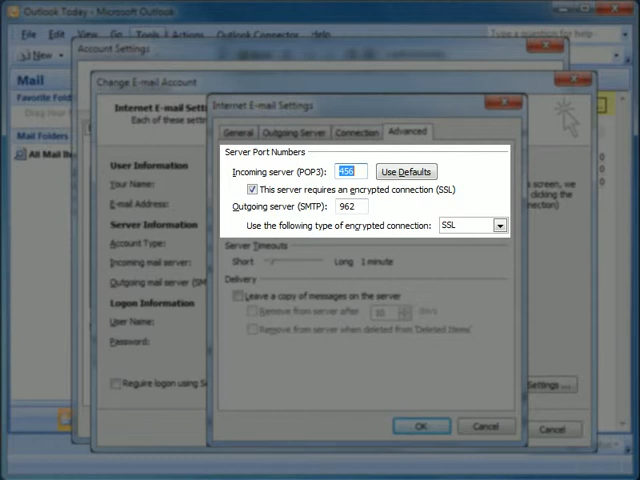 Outlook Today - Microsoft Outlook
File Edit View Go Tools Actions Outlook Connector Help
Type a question for help
New
Account Settings
Mail
Change E-mail Account
Favorite Fold
Internet E-mail Sett
Each of these settin
Internet E-mail Settings
General Outgoing Server Connection Advanced
Mail Folders
All Mail Ite
Server Port Numbers
Incoming server (POP3): 456 Use Defaults
This server requires an encrypted connection (SSL)
Outgoing server (SMTP): 962
Use the following type of encrypted connection: SSL
User Information
Your Name:
E-mail Address:
screen, we
clicking the
nection)
Server Information
Account Type:
Incoming mail server:
Outgoing mail server (SM
Server Timeouts
Short Long 1 minute
Delivery
Leave a copy of messages on the server
Remove from server after 10 days
Remove from server when deleted from 'Deleted Items'
Logon Information
User Name:
Password:
Require logon using S
Settings ...
OK Cancel
Cancel